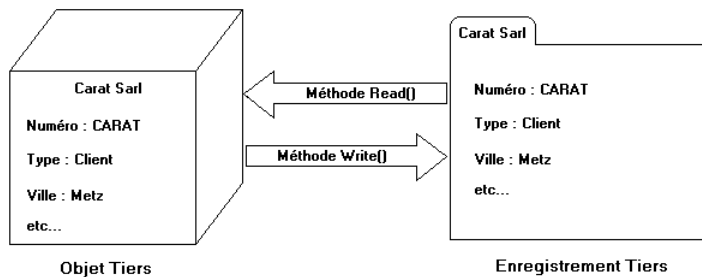 Carat Sarl
Numéro : CARAT
Type : Client
Ville : Metz
etc...
Objet Tiers
Méthode Read()
Méthode Write()
Carat Sarl
Numéro : CARAT
Type : Client
Ville : Metz
etc...
Enregistrement Tiers